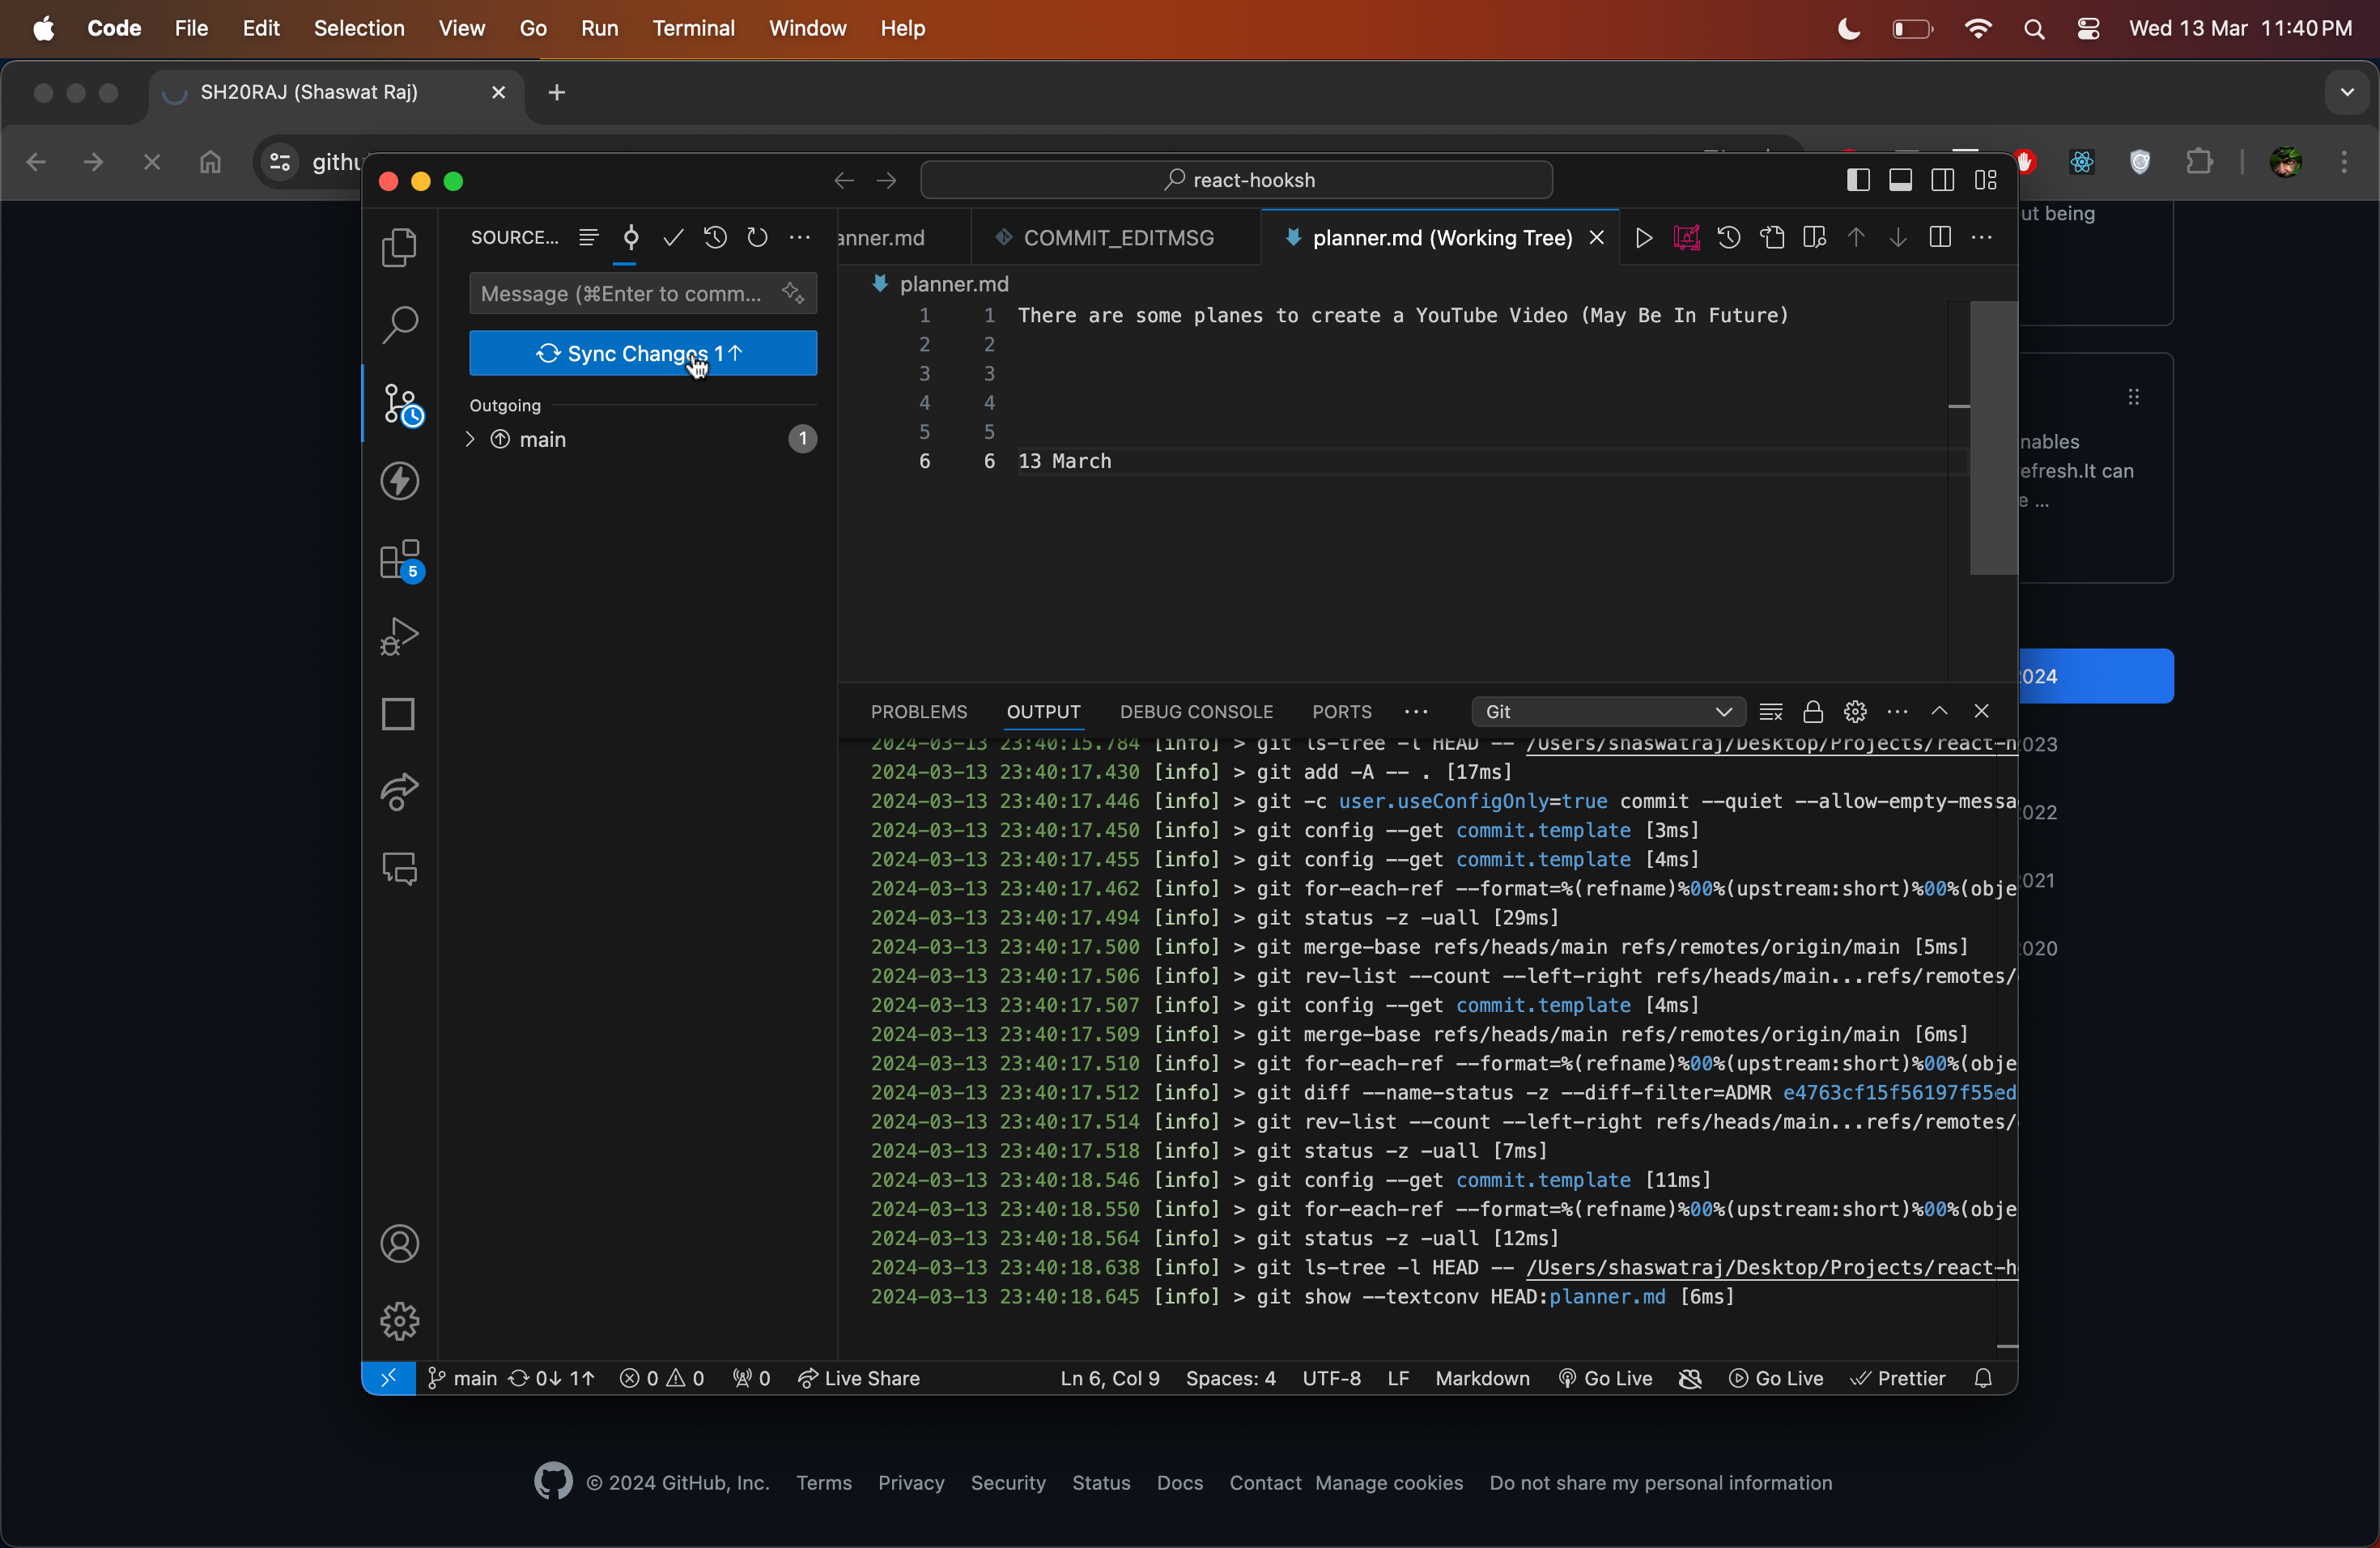 Code File Edit Selection View Go Run Terminal Window Help Wed 13 Mar 11:40 PM
SH20RAJ (Shaswat Raj)
react-hooksh
ut being
SOURCE...
anner.md COMMIT_EDITMSG planner.md (Working Tree)
Message (⌘Enter to comm...
planner.md
Sync Changes 1↑
Outgoing
main 1
1 1 There are some planes to create a YouTube Video (May Be In Future)
2 2
3 3
4 4
5 5
6 6 13 March
nables
efresh.It can
e ...
5
PROBLEMS OUTPUT DEBUG CONSOLE PORTS ... Git
2024-03-13 23:40:15.784 [info] > git ls-tree -l HEAD -- /Users/shaswatraj/Desktop/Projects/react-h
2024-03-13 23:40:17.430 [info] > git add -A -- . [17ms]
2024-03-13 23:40:17.446 [info] > git -c user.useConfigOnly=true commit --quiet --allow-empty-messa
2024-03-13 23:40:17.450 [info] > git config --get commit.template [3ms]
2024-03-13 23:40:17.455 [info] > git config --get commit.template [4ms]
2024-03-13 23:40:17.462 [info] > git for-each-ref --format=%(refname)%00%(upstream:short)%00%(obje
2024-03-13 23:40:17.494 [info] > git status -z -uall [29ms]
2024-03-13 23:40:17.500 [info] > git merge-base refs/heads/main refs/remotes/origin/main [5ms]
2024-03-13 23:40:17.506 [info] > git rev-list --count --left-right refs/heads/main...refs/remotes/
2024-03-13 23:40:17.507 [info] > git config --get commit.template [4ms]
2024-03-13 23:40:17.509 [info] > git merge-base refs/heads/main refs/remotes/origin/main [6ms]
2024-03-13 23:40:17.510 [info] > git for-each-ref --format=%(refname)%00%(upstream:short)%00%(obje
2024-03-13 23:40:17.512 [info] > git diff --name-status -z --diff-filter=ADMR e4763cf15f56197f55ed
2024-03-13 23:40:17.514 [info] > git rev-list --count --left-right refs/heads/main...refs/remotes/
2024-03-13 23:40:17.518 [info] > git status -z -uall [7ms]
2024-03-13 23:40:18.546 [info] > git config --get commit.template [11ms]
2024-03-13 23:40:18.550 [info] > git for-each-ref --format=%(refname)%00%(upstream:short)%00%(obje
2024-03-13 23:40:18.564 [info] > git status -z -uall [12ms]
2024-03-13 23:40:18.638 [info] > git ls-tree -l HEAD -- /Users/shaswatraj/Desktop/Projects/react-h
2024-03-13 23:40:18.645 [info] > git show --textconv HEAD:planner.md [6ms]
024
023
022
021
020
main 0↓ 1↑ 0 0 0 Live Share Ln 6, Col 9 Spaces: 4 UTF-8 LF Markdown Go Live Go Live Prettier
© 2024 GitHub, Inc. Terms Privacy Security Status Docs Contact Manage cookies Do not share my personal information